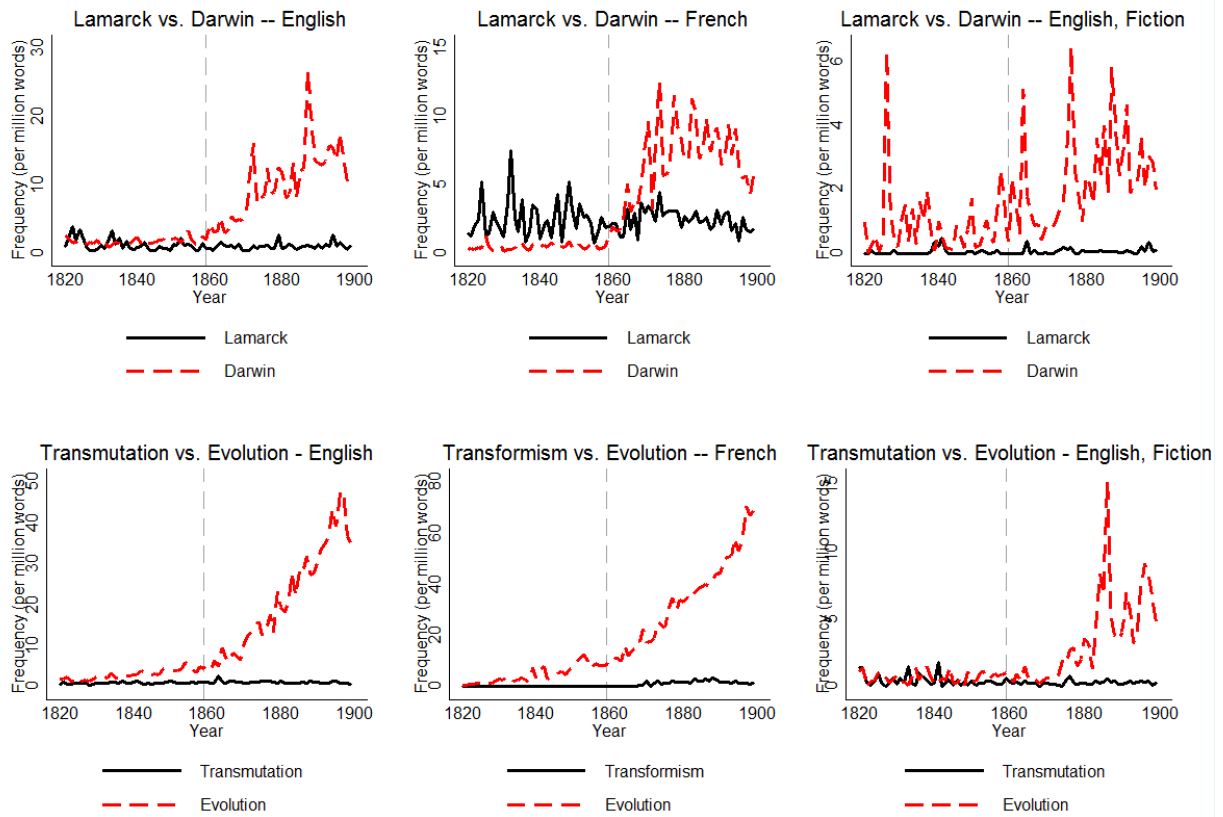 Lamarck vs. Darwin -- English
Frequency (per million words)
30
20
10
0
1820 1840 1860 1880 1900
Year
Lamarck
Darwin
Lamarck vs. Darwin -- French
Frequency (per million words)
15
10
5
0
1820 1840 1860 1880 1900
Year
Lamarck
Darwin
Lamarck vs. Darwin -- English, Fiction
Frequency (per million words)
6
4
2
0
1820 1840 1860 1880 1900
Year
Lamarck
Darwin
Transmutation vs. Evolution - English
Frequency (per million words)
50
40
30
20
10
0
1820 1840 1860 1880 1900
Year
Transmutation
Evolution
Transformism vs. Evolution -- French
Frequency (per million words)
80
60
40
20
0
1820 1840 1860 1880 1900
Year
Transformism
Evolution
Transmutation vs. Evolution - English, Fiction
Frequency (per million words)
15
10
5
0
1820 1840 1860 1880 1900
Year
Transmutation
Evolution